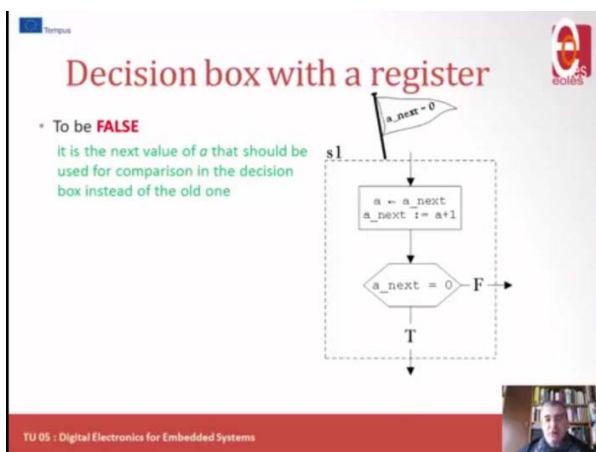 Tempus
Decision box with a register
eoles
To be FALSE
it is the next value of a that should be
used for comparison in the decision
box instead of the old one
a_next = 0
s1
a ← a_next
a_next := a+1
a_next = 0
F
T
TU 05 : Digital Electronics for Embedded Systems